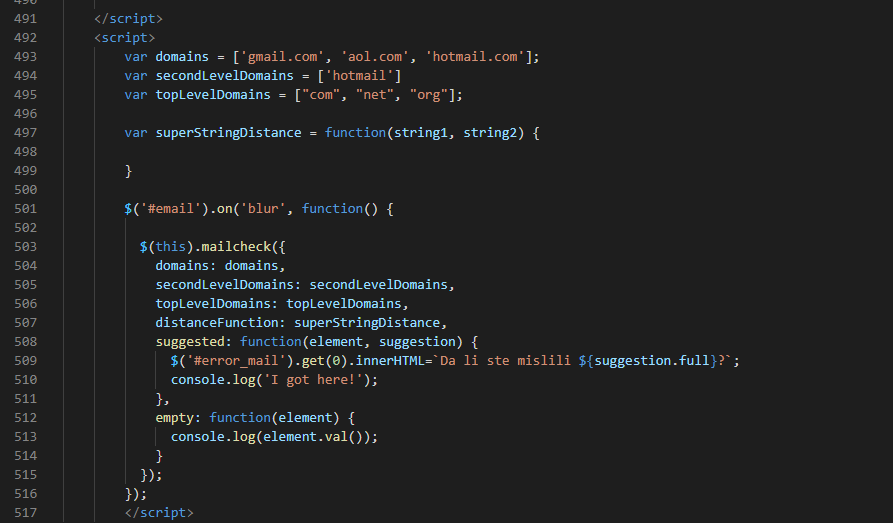 490
491 </script>
492 <script>
493 var domains = ['gmail.com', 'aol.com', 'hotmail.com'];
494 var secondLevelDomains = ['hotmail']
495 var topLevelDomains = ["com", "net", "org"];
496
497 var superStringDistance = function(string1, string2) {
498
499 }
500
501 $('#email').on('blur', function() {
502
503 $(this).mailcheck({
504 domains: domains,
505 secondLevelDomains: secondLevelDomains,
506 topLevelDomains: topLevelDomains,
507 distanceFunction: superStringDistance,
508 suggested: function(element, suggestion) {
509 $('#error_mail').get(0).innerHTML=`Da li ste mislili ${suggestion.full}?`;
510 console.log('I got here!');
511 },
512 empty: function(element) {
513 console.log(element.val());
514 }
515 });
516 });
517 </script>